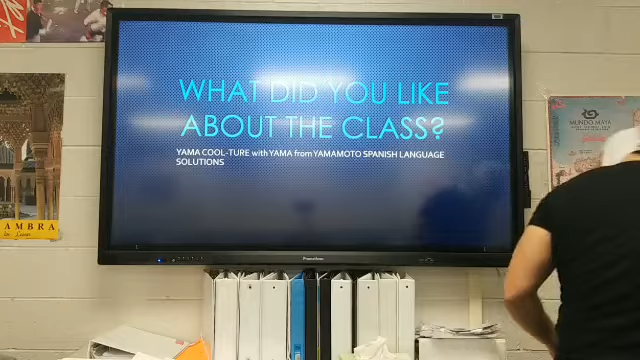 WHAT DID YOU LIKE
ABOUT THE CLASS?
YAMA COOL-TURE with YAMA from YAMAMOTO SPANISH LANGUAGE
SOLUTIONS
MUNDO MAYA
AMBRA
Promethean